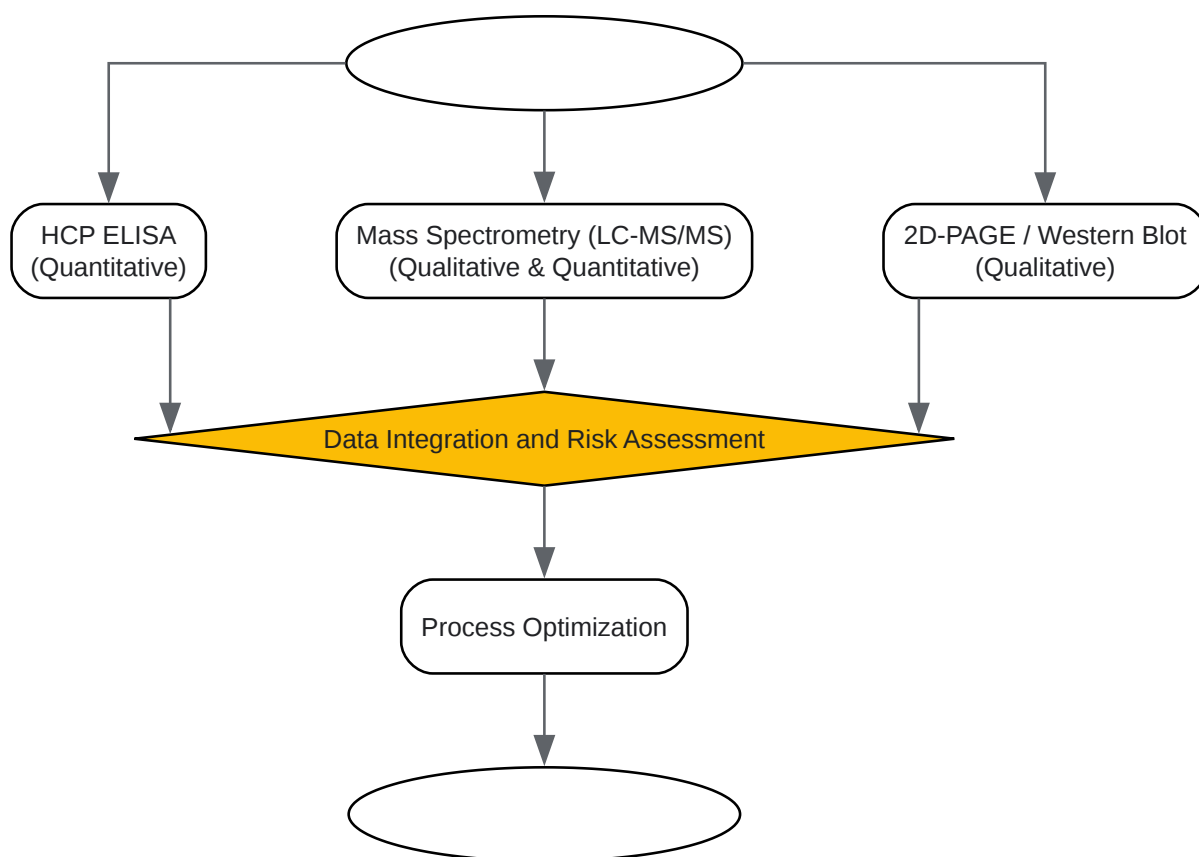 HCP ELISA
(Quantitative)
Mass Spectrometry (LC-MS/MS)
(Qualitative & Quantitative)
2D-PAGE / Western Blot
(Qualitative)
Data Integration and Risk Assessment
Process Optimization